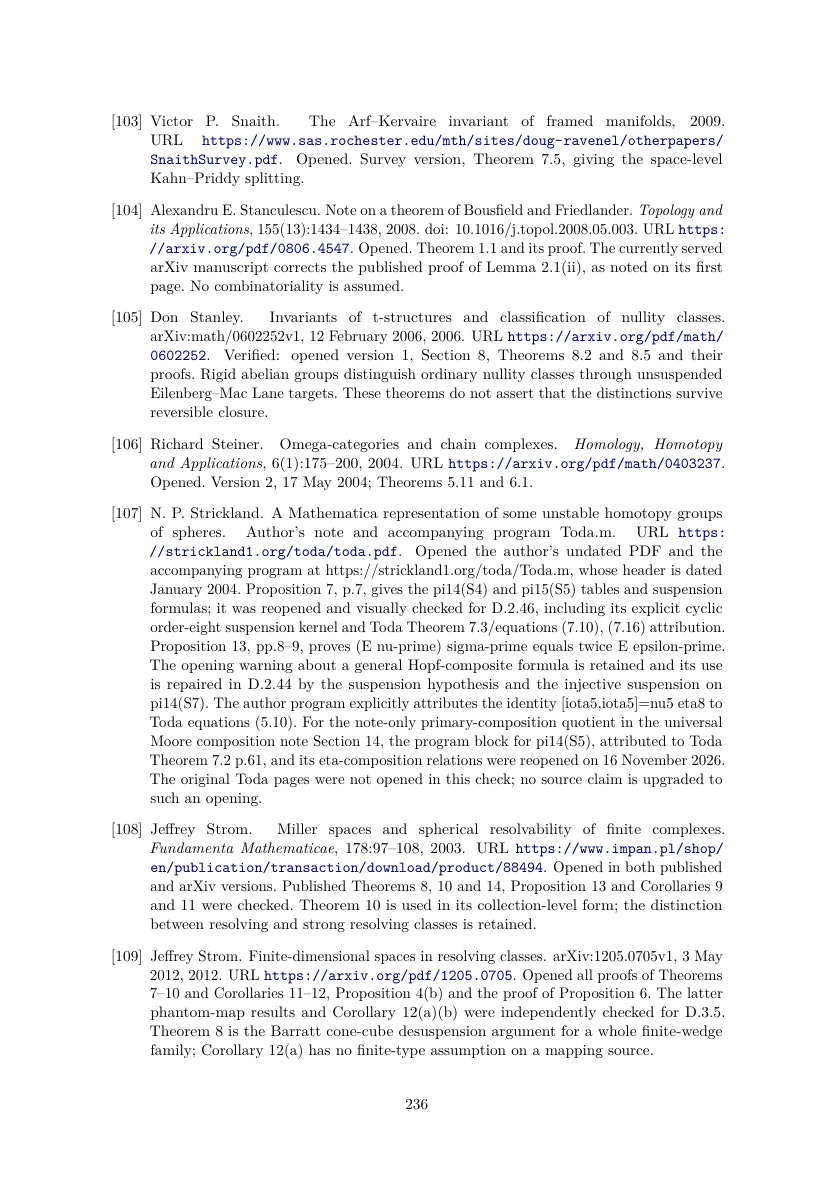 [103] Victor P. Snaith. The Arf–Kervaire invariant of framed manifolds, 2009.
URL https://www.sas.rochester.edu/mth/sites/doug-ravenel/otherpapers/
SnaithSurvey.pdf. Opened. Survey version, Theorem 7.5, giving the space-level
Kahn–Priddy splitting.
[104] Alexandru E. Stanculescu. Note on a theorem of Bousfield and Friedlander. Topology and
its Applications, 155(13):1434–1438, 2008. doi: 10.1016/j.topol.2008.05.003. URL https:
//arxiv.org/pdf/0806.4547. Opened. Theorem 1.1 and its proof. The currently served
arXiv manuscript corrects the published proof of Lemma 2.1(ii), as noted on its first
page. No combinatoriality is assumed.
[105] Don Stanley. Invariants of t-structures and classification of nullity classes.
arXiv:math/0602252v1, 12 February 2006, 2006. URL https://arxiv.org/pdf/math/
0602252. Verified: opened version 1, Section 8, Theorems 8.2 and 8.5 and their
proofs. Rigid abelian groups distinguish ordinary nullity classes through unsuspended
Eilenberg–Mac Lane targets. These theorems do not assert that the distinctions survive
reversible closure.
[106] Richard Steiner. Omega-categories and chain complexes. Homology, Homotopy
and Applications, 6(1):175–200, 2004. URL https://arxiv.org/pdf/math/0403237.
Opened. Version 2, 17 May 2004; Theorems 5.11 and 6.1.
[107] N. P. Strickland. A Mathematica representation of some unstable homotopy groups
of spheres. Author's note and accompanying program Toda.m. URL https:
//strickland1.org/toda/toda.pdf. Opened the author's undated PDF and the
accompanying program at https://strickland1.org/toda/Toda.m, whose header is dated
January 2004. Proposition 7, p.7, gives the pi14(S4) and pi15(S5) tables and suspension
formulas; it was reopened and visually checked for D.2.46, including its explicit cyclic
order-eight suspension kernel and Toda Theorem 7.3/equations (7.10), (7.16) attribution.
Proposition 13, pp.8–9, proves (E nu-prime) sigma-prime equals twice E epsilon-prime.
The opening warning about a general Hopf-composite formula is retained and its use
is repaired in D.2.44 by the suspension hypothesis and the injective suspension on
pi14(S7). The author program explicitly attributes the identity [iota5,iota5]=nu5 eta8 to
Toda equations (5.10). For the note-only primary-composition quotient in the universal
Moore composition note Section 14, the program block for pi14(S5), attributed to Toda
Theorem 7.2 p.61, and its eta-composition relations were reopened on 16 November 2026.
The original Toda pages were not opened in this check; no source claim is upgraded to
such an opening.
[108] Jeffrey Strom. Miller spaces and spherical resolvability of finite complexes.
Fundamenta Mathematicae, 178:97–108, 2003. URL https://www.impan.pl/shop/
en/publication/transaction/download/product/88494. Opened in both published
and arXiv versions. Published Theorems 8, 10 and 14, Proposition 13 and Corollaries 9
and 11 were checked. Theorem 10 is used in its collection-level form; the distinction
between resolving and strong resolving classes is retained.
[109] Jeffrey Strom. Finite-dimensional spaces in resolving classes. arXiv:1205.0705v1, 3 May
2012, 2012. URL https://arxiv.org/pdf/1205.0705. Opened all proofs of Theorems
7–10 and Corollaries 11–12, Proposition 4(b) and the proof of Proposition 6. The latter
phantom-map results and Corollary 12(a)(b) were independently checked for D.3.5.
Theorem 8 is the Barratt cone-cube desuspension argument for a whole finite-wedge
family; Corollary 12(a) has no finite-type assumption on a mapping source.
236